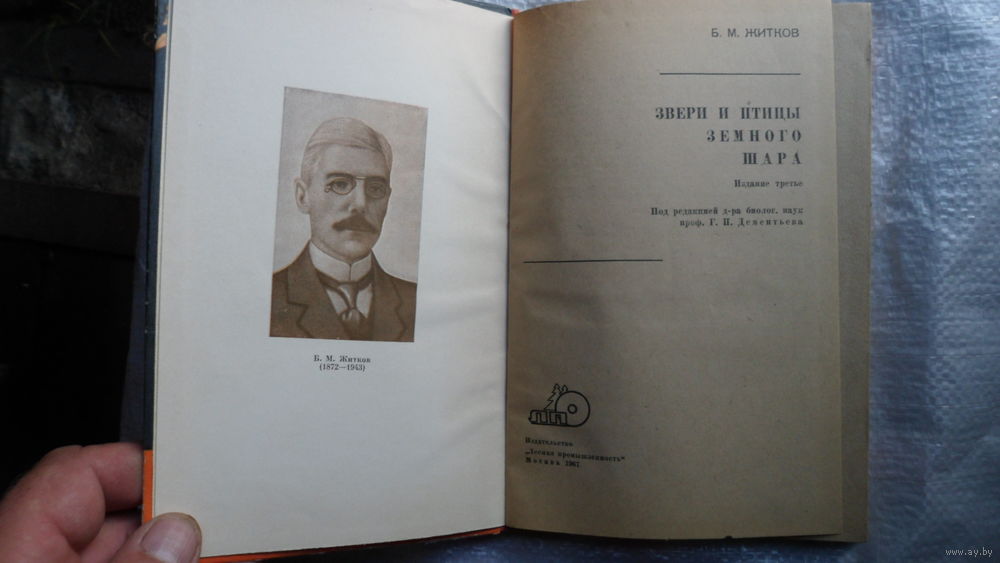 Б. М. Житков
(1872—1943)
Б. М. ЖИТКОВ
ЗВЕРИ И ПТИЦЫ
ЗЕМНОГО
ШАРА
Издание третье
Под редакцией д-ра биолог. наук
проф. Г. П. Дементьева
Издательство
„Лесная промышленность“
Москва
www.ay.by